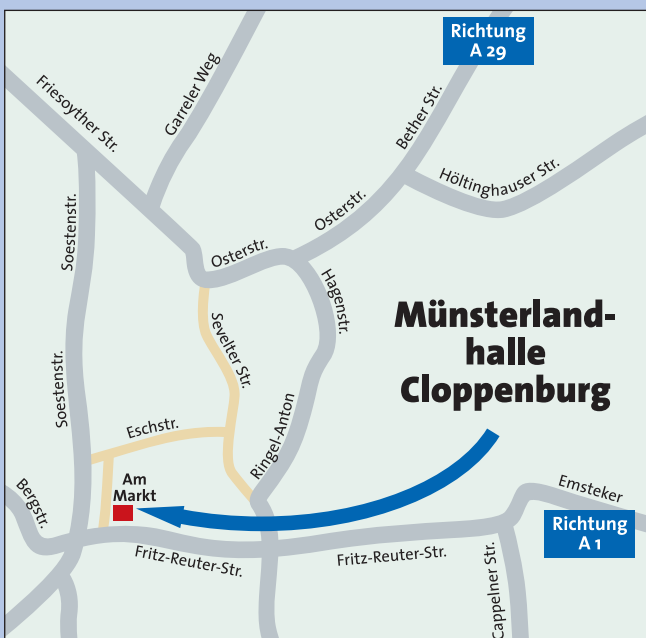 Richtung
A 29
Garreler Weg
Friesoyther Str.
Bether Str.
Höltinghauser Str.
Soestenstr.
Osterstr.
Osterstr.
Hagenstr.
Sevelter Str.
Münsterland-
halle
Cloppenburg
Soestenstr.
Eschstr.
Ringel-Anton
Am
Markt
Bergstr.
Emsteker
Richtung
A 1
Fritz-Reuter-Str.
Fritz-Reuter-Str.
Cappelner Str.